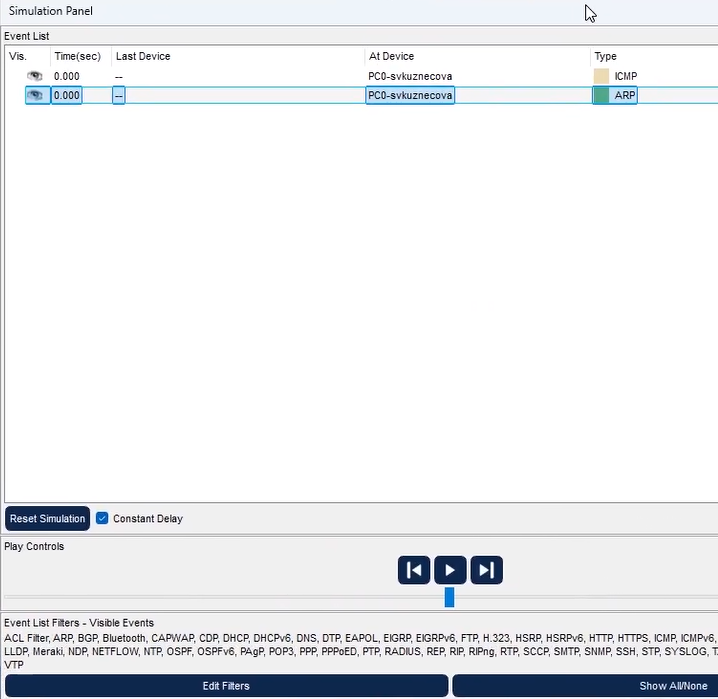 Simulation Panel
Event List
Vis. Time(sec) Last Device At Device Type
0.000 -- PC0-svkuznecova ICMP
0.000 -- PC0-svkuznecova ARP
Reset Simulation Constant Delay
Play Controls
Event List Filters - Visible Events
ACL Filter, ARP, BGP, Bluetooth, CAPWAP, CDP, DHCP, DHCPv6, DNS, DTP, EAPOL, EIGRP, EIGRPv6, FTP, H.323, HSRP, HSRPv6, HTTP, HTTPS, ICMP, ICMPv6,
LLDP, Meraki, NDP, NETFLOW, NTP, OSPF, OSPFv6, PAgP, POP3, PPP, PPPoED, PTP, RADIUS, REP, RIP, RIPng, RTP, SCCP, SMTP, SNMP, SSH, STP, SYSLOG,
VTP
Edit Filters Show All/None